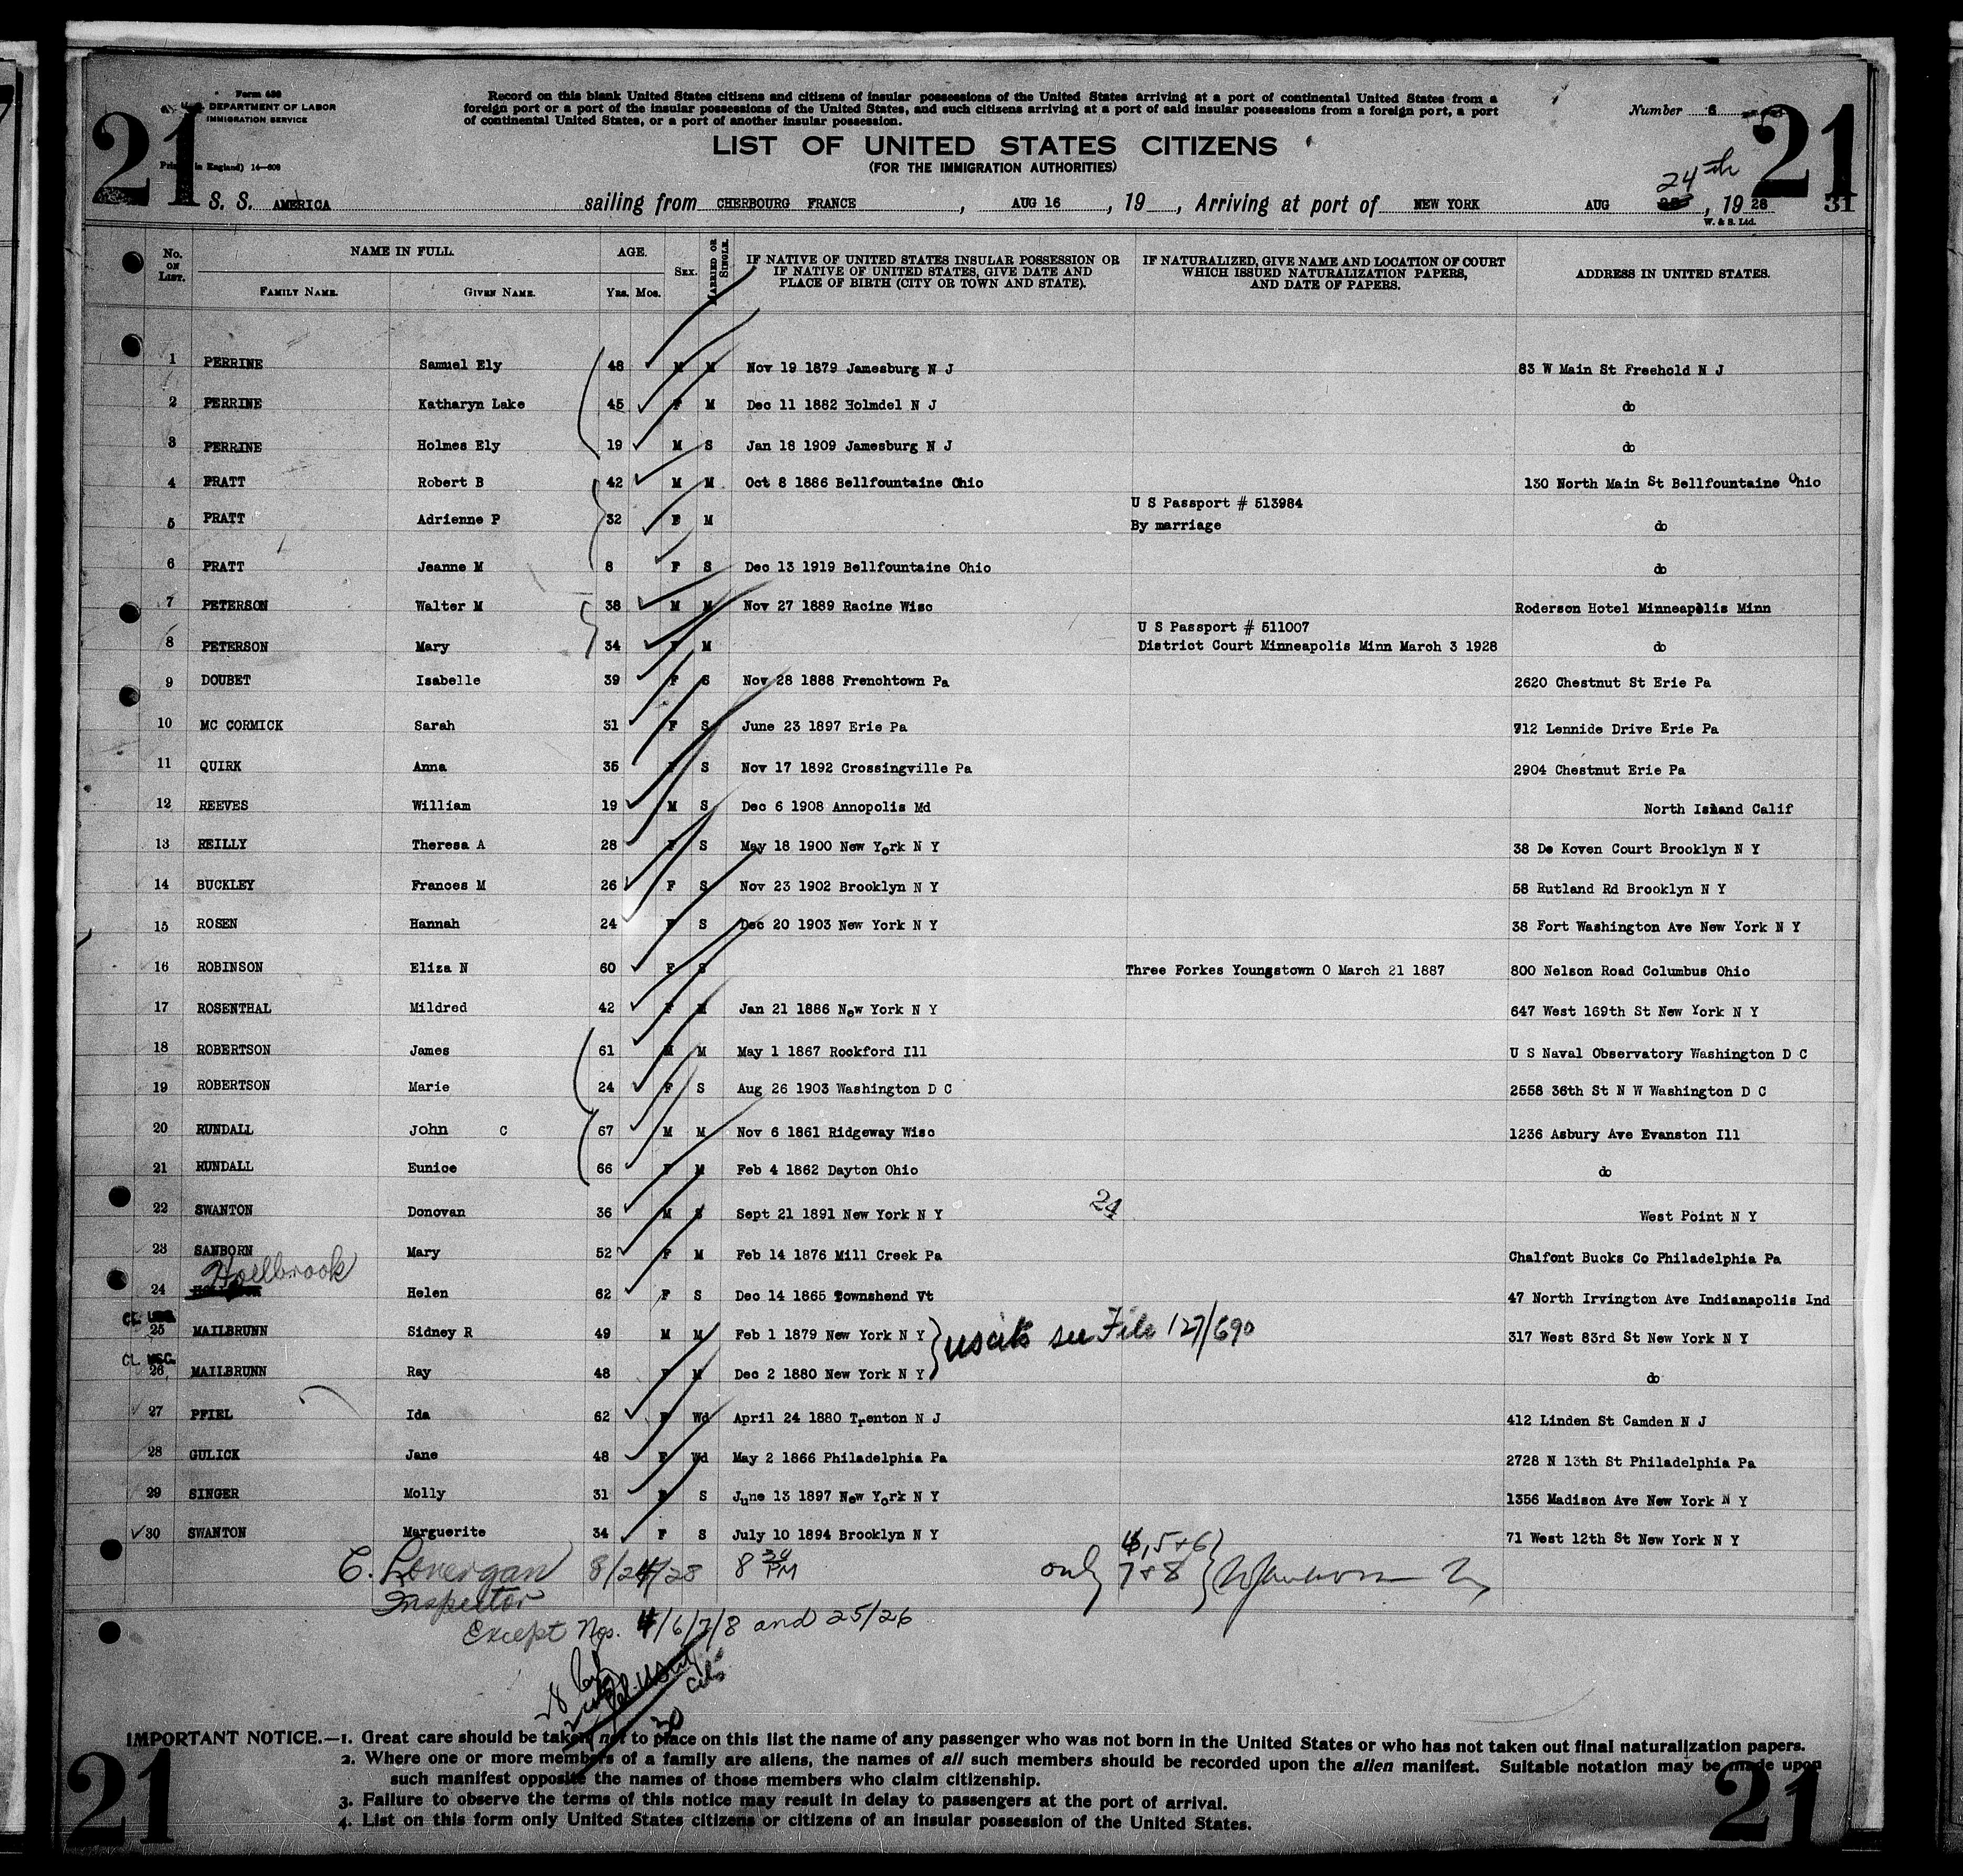 21
Form 630
U. S. DEPARTMENT OF LABOR
IMMIGRATION SERVICE
Record on this blank United States citizens and citizens of insular possessions of the United States arriving at a port of continental United States from a
foreign port or a port of the insular possessions of the United States, and such citizens arriving at a port of said insular possessions from a foreign port, a port
of continental United States, or a port of another insular possession.
Number 6
21
LIST OF UNITED STATES CITIZENS
(FOR THE IMMIGRATION AUTHORITIES)
in England) 14—
24th
S. S. AMERICA sailing from CHERBOURG FRANCE , AUG 16 , 19 , Arriving at port of NEW YORK AUG , 19 28
31
W. & S. Ltd.
No. ON LIST. NAME IN FULL. AGE. SEX. MARRIED OR SINGLE. IF NATIVE OF UNITED STATES INSULAR POSSESSION OR IF NATIVE OF UNITED STATES, GIVE DATE AND PLACE OF BIRTH (CITY OR TOWN AND STATE). IF NATURALIZED, GIVE NAME AND LOCATION OF COURT WHICH ISSUED NATURALIZATION PAPERS, AND DATE OF PAPERS. ADDRESS IN UNITED STATES.
FAMILY NAME. GIVEN NAME. YRS. MOS.
1 PERRINE Samuel Ely 48 M M Nov 19 1879 Jamesburg N J 83 W Main St Freehold N J
2 PERRINE Katharyn Lake 45 F M Dec 11 1882 Holmdel N J do
3 PERRINE Holmes Ely 19 M S Jan 18 1909 Jamesburg N J do
4 PRATT Robert B 42 M M Oct 8 1886 Bellfountaine Ohio 130 North Main St Bellfountaine Ohio
U S Passport # 513984
5 PRATT Adrienne P 32 F M By marriage do
6 PRATT Jeanne M 8 F S Dec 13 1919 Bellfountaine Ohio do
7 PETERSON Walter M 38 M M Nov 27 1889 Racine Wisc Roderson Hotel Minneapolis Minn
U S Passport # 511007
8 PETERSON Mary 34 F M District Court Minneapolis Minn March 3 1928 do
9 DOUBET Isabelle 39 F S Nov 28 1888 Frenchtown Pa 2620 Chestnut St Erie Pa
10 MC CORMICK Sarah 31 F S June 23 1897 Erie Pa 712 Lennide Drive Erie Pa
11 QUIRK Anna 35 F S Nov 17 1892 Crossingville Pa 2904 Chestnut Erie Pa
12 REEVES William 19 M S Dec 6 1908 Annopolis Md North Island Calif
13 REILLY Theresa A 28 F S May 18 1900 New York N Y 38 De Koven Court Brooklyn N Y
14 BUCKLEY Frances M 26 F S Nov 23 1902 Brooklyn N Y 58 Rutland Rd Brooklyn N Y
15 ROSEN Hannah 24 F S Dec 20 1903 New York N Y 38 Fort Washington Ave New York N Y
16 ROBINSON Eliza N 60 F S Three Forkes Youngstown O March 21 1887 800 Nelson Road Columbus Ohio
17 ROSENTHAL Mildred 42 F M Jan 21 1886 New York N Y 647 West 169th St New York N Y
18 ROBERTSON James 61 M M May 1 1867 Rockford Ill U S Naval Observatory Washington D C
19 ROBERTSON Marie 24 F S Aug 26 1903 Washington D C 2558 36th St N W Washington D C
20 RUNDALL John C 67 M M Nov 6 1861 Ridgeway Wisc 1236 Asbury Ave Evanston Ill
21 RUNDALL Eunice 66 F M Feb 4 1862 Dayton Ohio do
22 SWANTON Donovan 36 M S Sept 21 1891 New York N Y 24 West Point N Y
23 SANBORN Mary 52 F M Feb 14 1876 Mill Creek Pa Chalfont Bucks Co Philadelphia Pa
Hollbrook
24 Helen 62 F S Dec 14 1865 Townshend Vt 47 North Irvington Ave Indianapolis Ind
CL USC
25 MAILBRUNN Sidney R 49 M M Feb 1 1879 New York N Y uscits see File 127/690 317 West 83rd St New York N Y
CL USC
26 MAILBRUNN Ray 48 F M Dec 2 1880 New York N Y do
27 PFIEL Ida 62 F Wd April 24 1880 Trenton N J 412 Linden St Camden N J
28 GULICK Jane 48 F Wd May 2 1866 Philadelphia Pa 2728 N 13th St Philadelphia Pa
29 SINGER Molly 31 F S June 13 1897 New York N Y 1356 Madison Ave New York N Y
30 SWANTON Marguerite 34 F S July 10 1894 Brooklyn N Y 71 West 12th St New York N Y
C. Lonergan 8/24/28 8 30 PM only 4, 5 + 6 7 + 8
Inspector
Except Nos. 4/6/7/8 and 25/26
30
IMPORTANT NOTICE.—1. Great care should be taken not to place on this list the name of any passenger who was not born in the United States or who has not taken out final naturalization papers.
2. Where one or more members of a family are aliens, the names of all such members should be recorded upon the alien manifest. Suitable notation may be made upon
such manifest opposite the names of those members who claim citizenship.
3. Failure to observe the terms of this notice may result in delay to passengers at the port of arrival.
4. List on this form only United States citizens or citizens of an insular possession of the United States.
21
21